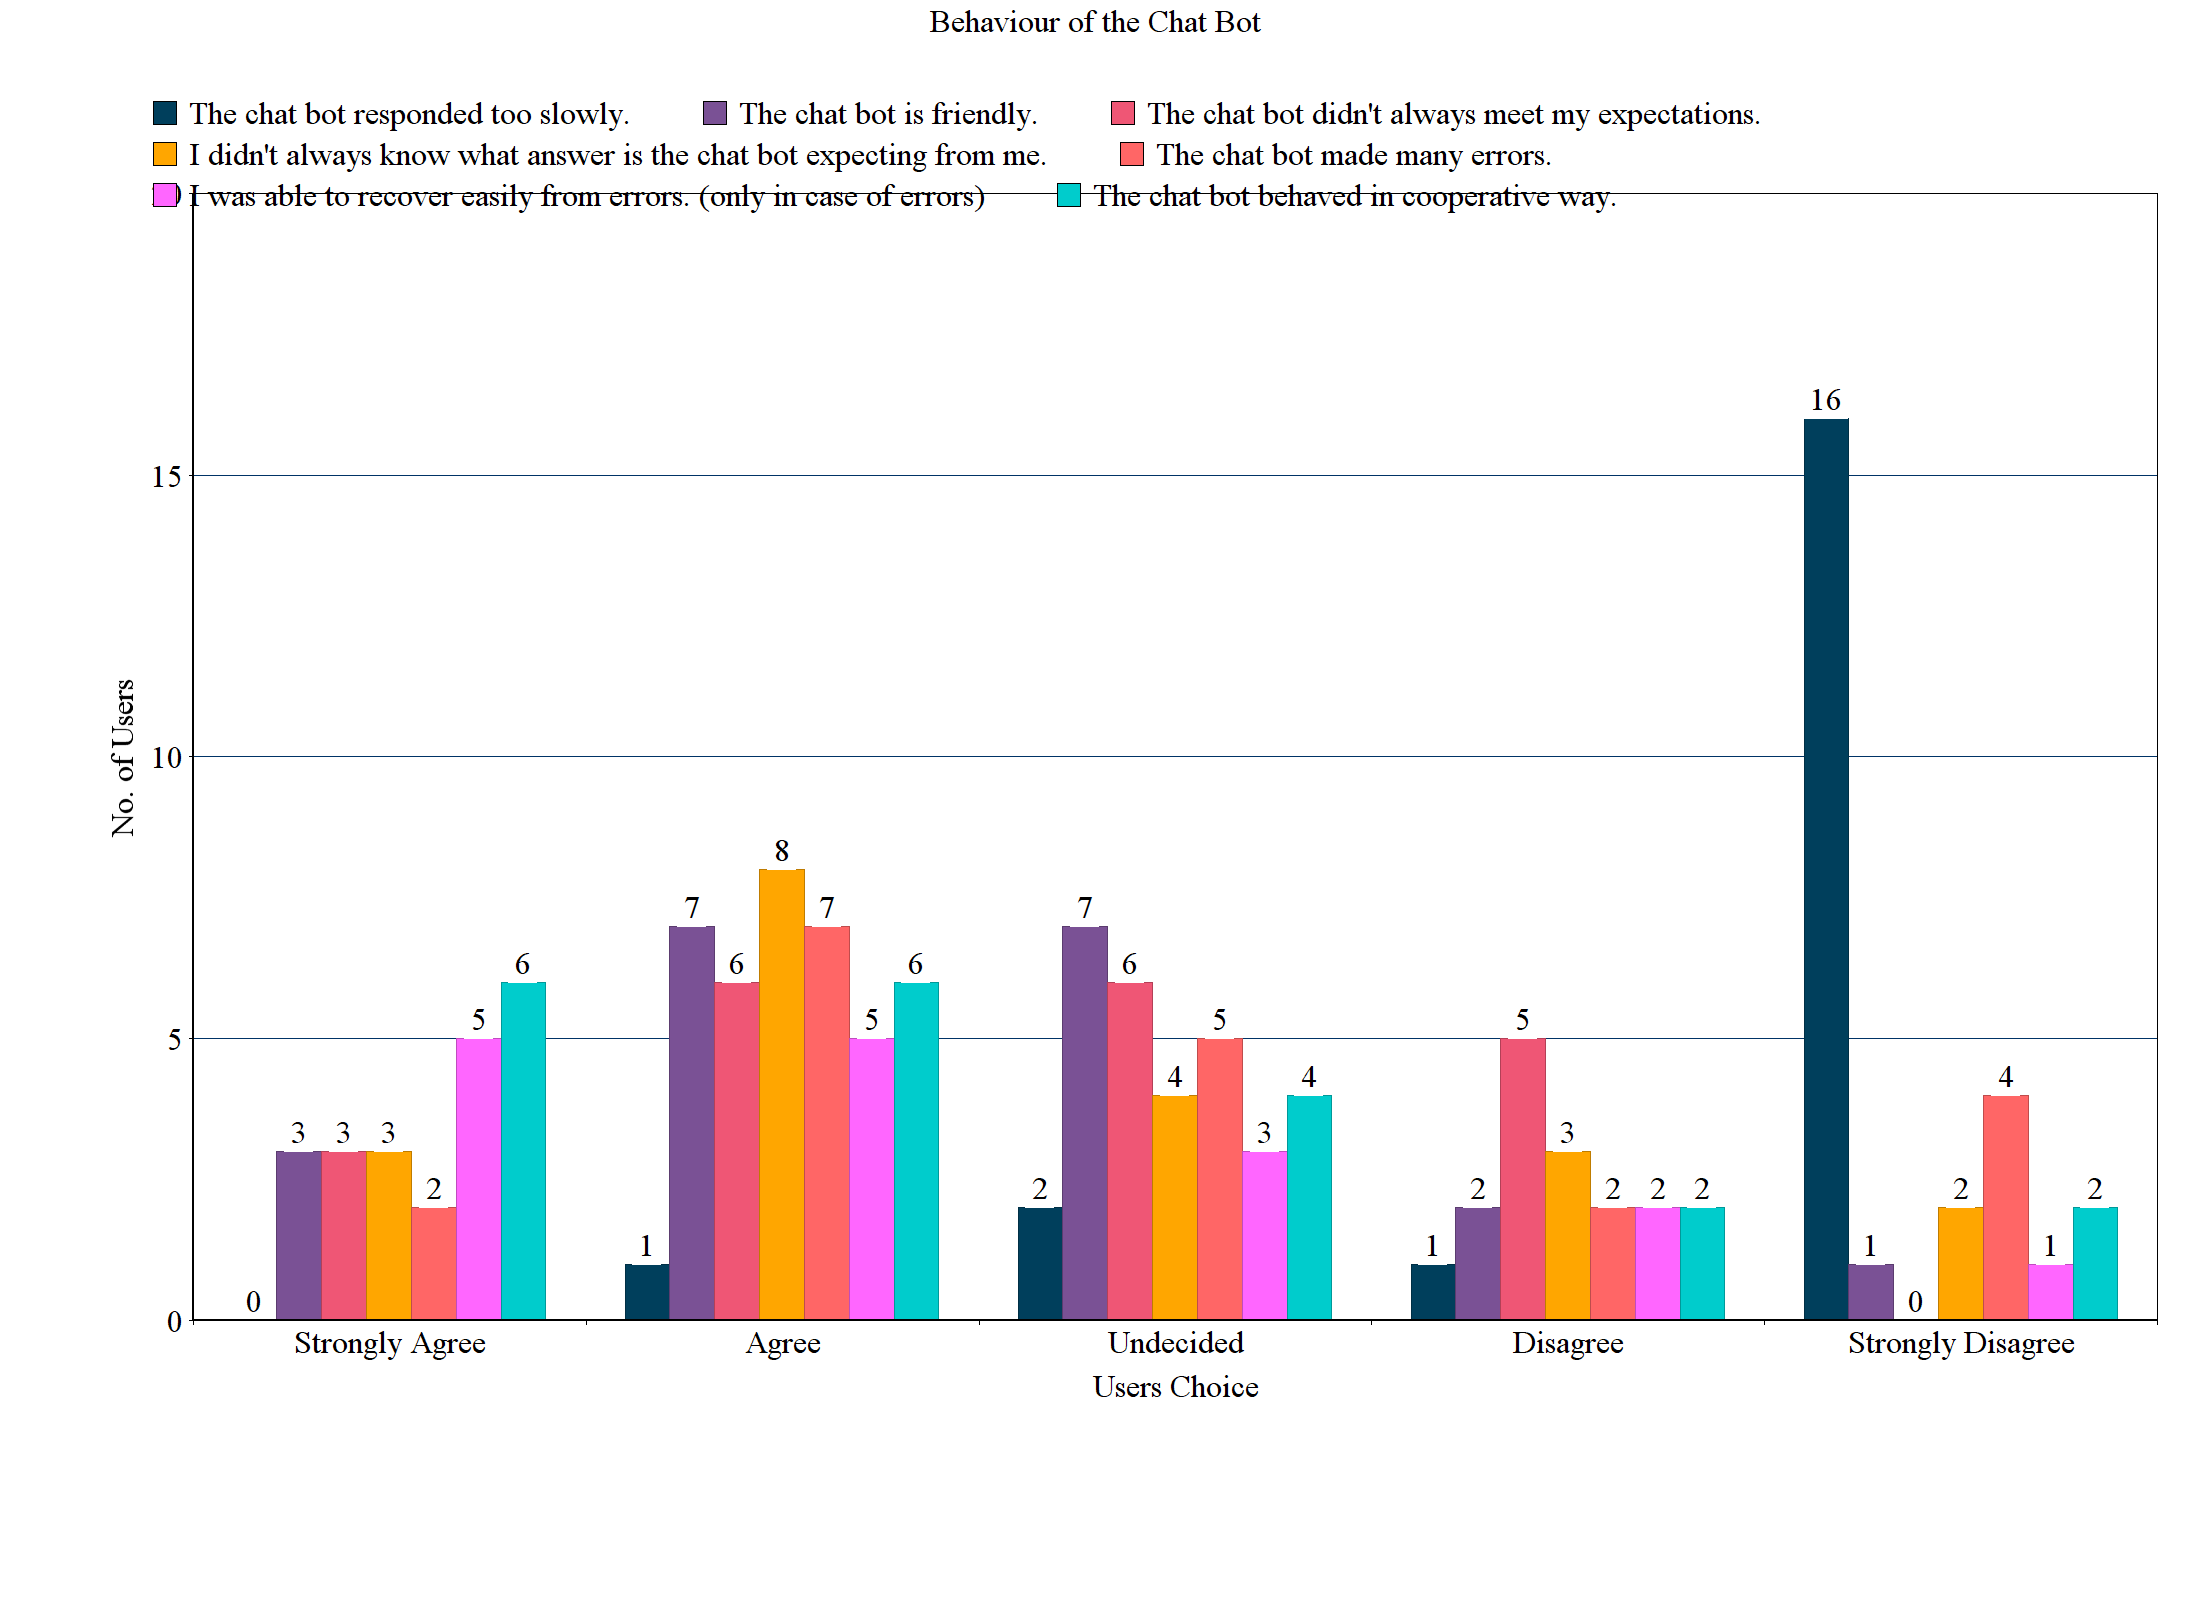 Behaviour of the Chat Bot
The chat bot responded too slowly. The chat bot is friendly. The chat bot didn't always meet my expectations.
I didn't always know what answer is the chat bot expecting from me. The chat bot made many errors.
I was able to recover easily from errors. (only in case of errors) The chat bot behaved in cooperative way.
16
15
No. of Users
10
8
7 7 7
6 6 6 6
5 5 5 5
5
4 4 4
3 3 3 3 3
2 2 2 2 2 2 2 2
1 1 1 1
0 0
0
Strongly Agree Agree Undecided Disagree Strongly Disagree
Users Choice